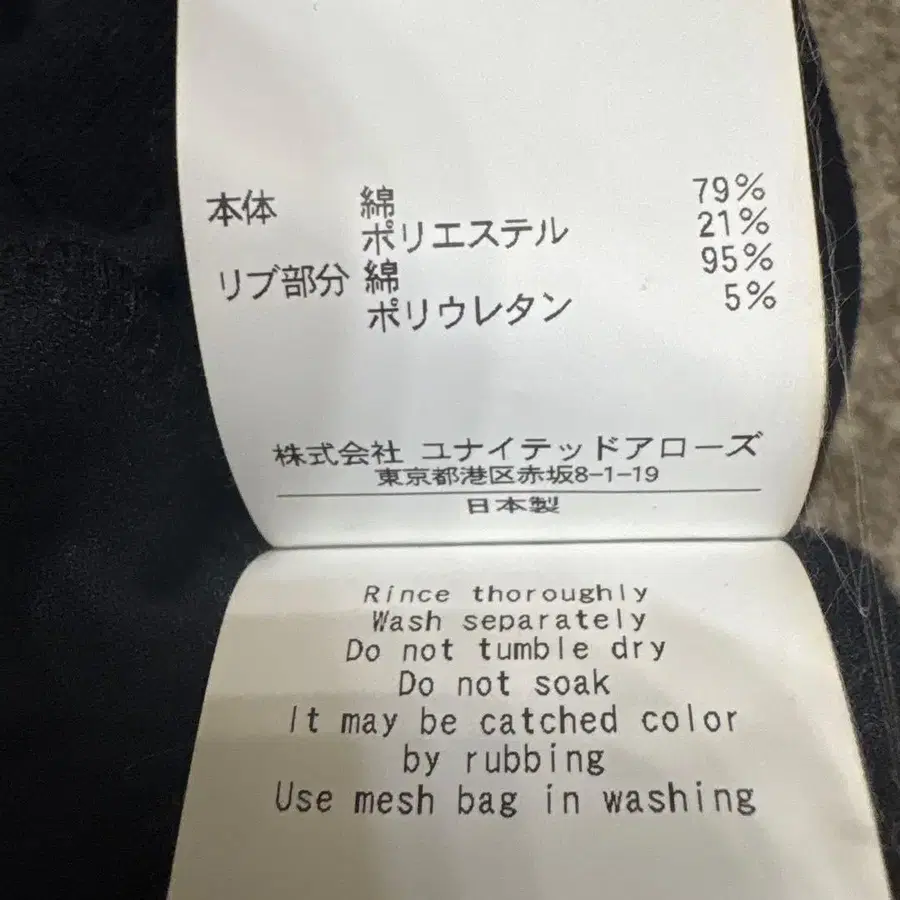 本体 綿 79%
ポリエステル 21%
リブ部分 綿 95%
ポリウレタン 5%
株式会社 ユナイテッドアローズ
東京都港区赤坂8-1-19
日本製
Rince thoroughly
Wash separately
Do not tumble dry
Do not soak
It may be catched color
by rubbing
Use mesh bag in washing